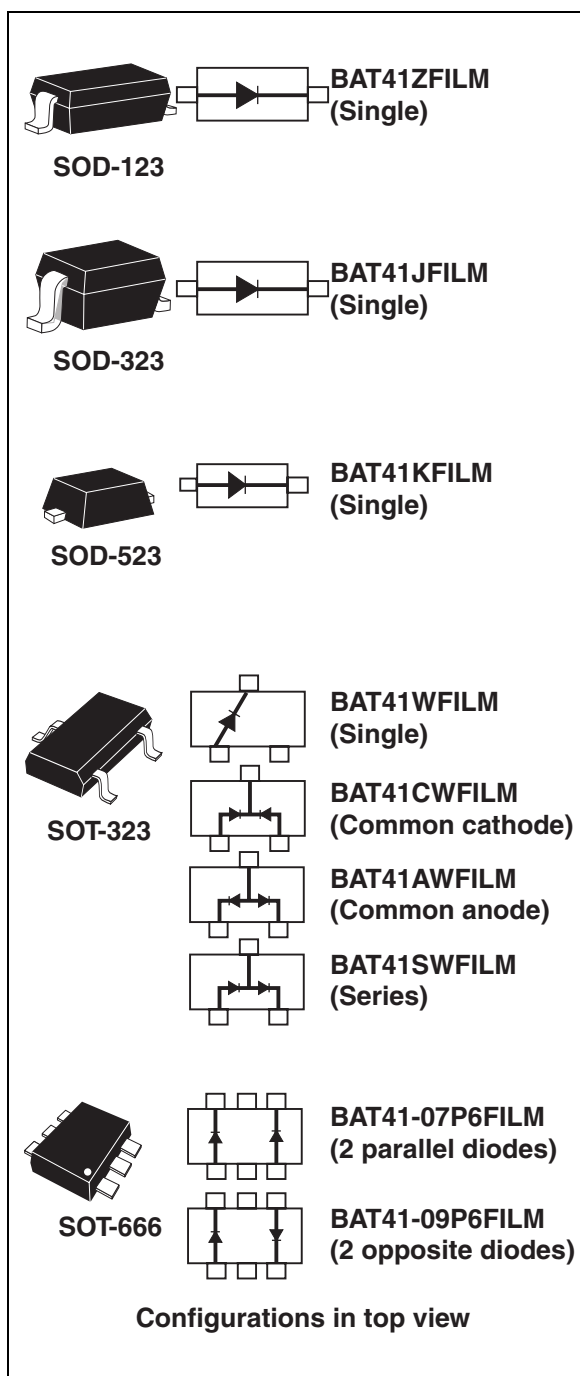 BAT41ZFILM
(Single)
SOD-123
BAT41JFILM
(Single)
SOD-323
BAT41KFILM
(Single)
SOD-523
BAT41WFILM
(Single)
BAT41CWFILM
(Common cathode)
SOT-323
BAT41AWFILM
(Common anode)
BAT41SWFILM
(Series)
BAT41-07P6FILM
(2 parallel diodes)
SOT-666
BAT41-09P6FILM
(2 opposite diodes)
Configurations in top view